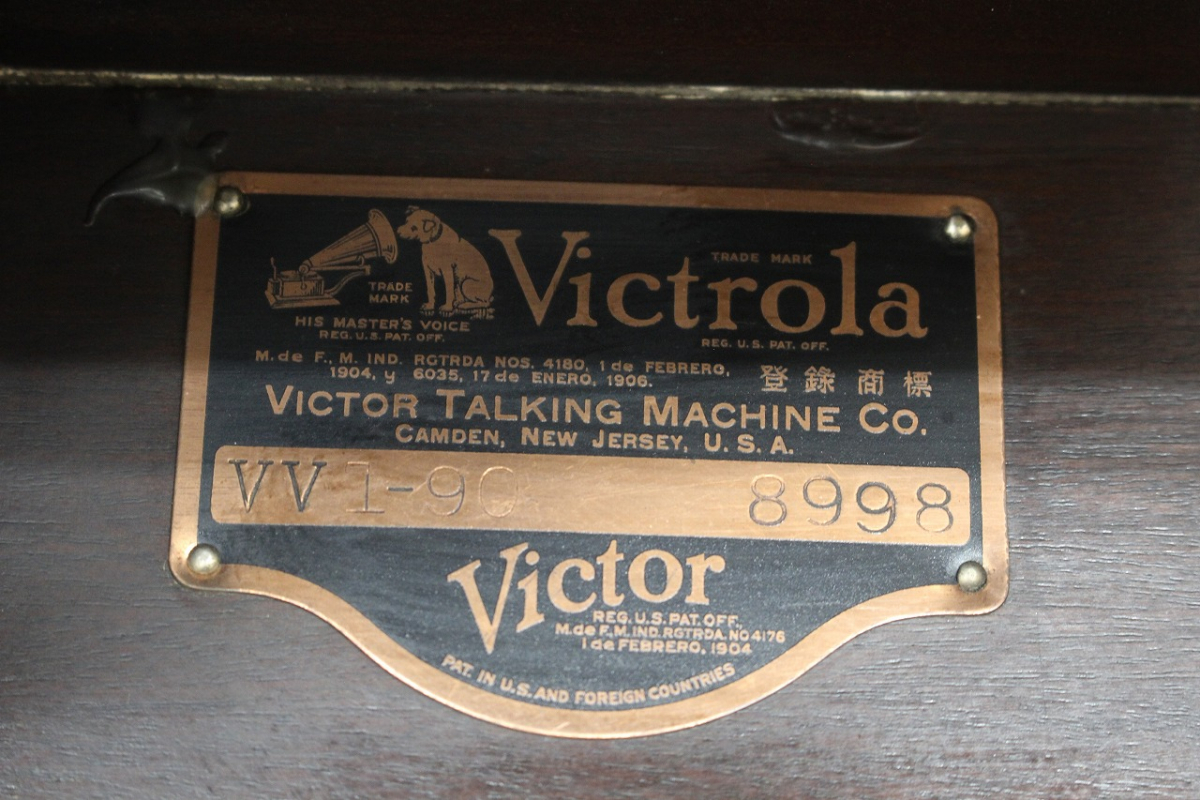 TRADE MARK
Victrola
TRADE
MARK
HIS MASTER'S VOICE
REG. U.S. PAT. OFF.
REG. U.S. PAT. OFF.
M. de F., M. IND. RGTRDA NOS. 4180, 1 de FEBRERO,
1904, y 6035, 17 de ENERO, 1906.
登錄商標
VICTOR TALKING MACHINE CO.
CAMDEN, NEW JERSEY, U. S. A.
VV 1-90 8998
Victor
REG. U.S. PAT. OFF.
M. de F., M. IND. RGTRDA. NO 4176
1 de FEBRERO, 1904
PAT. IN U.S. AND FOREIGN COUNTRIES